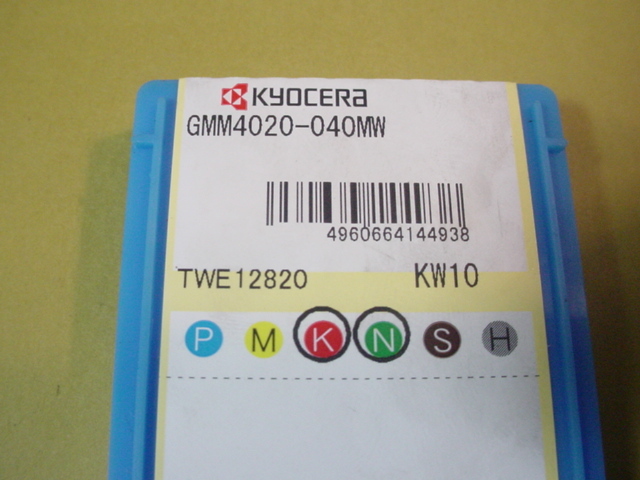 KYOCERA
GMM4020-040MW
4960664144938
TWE12820 KW10
P M K N S H